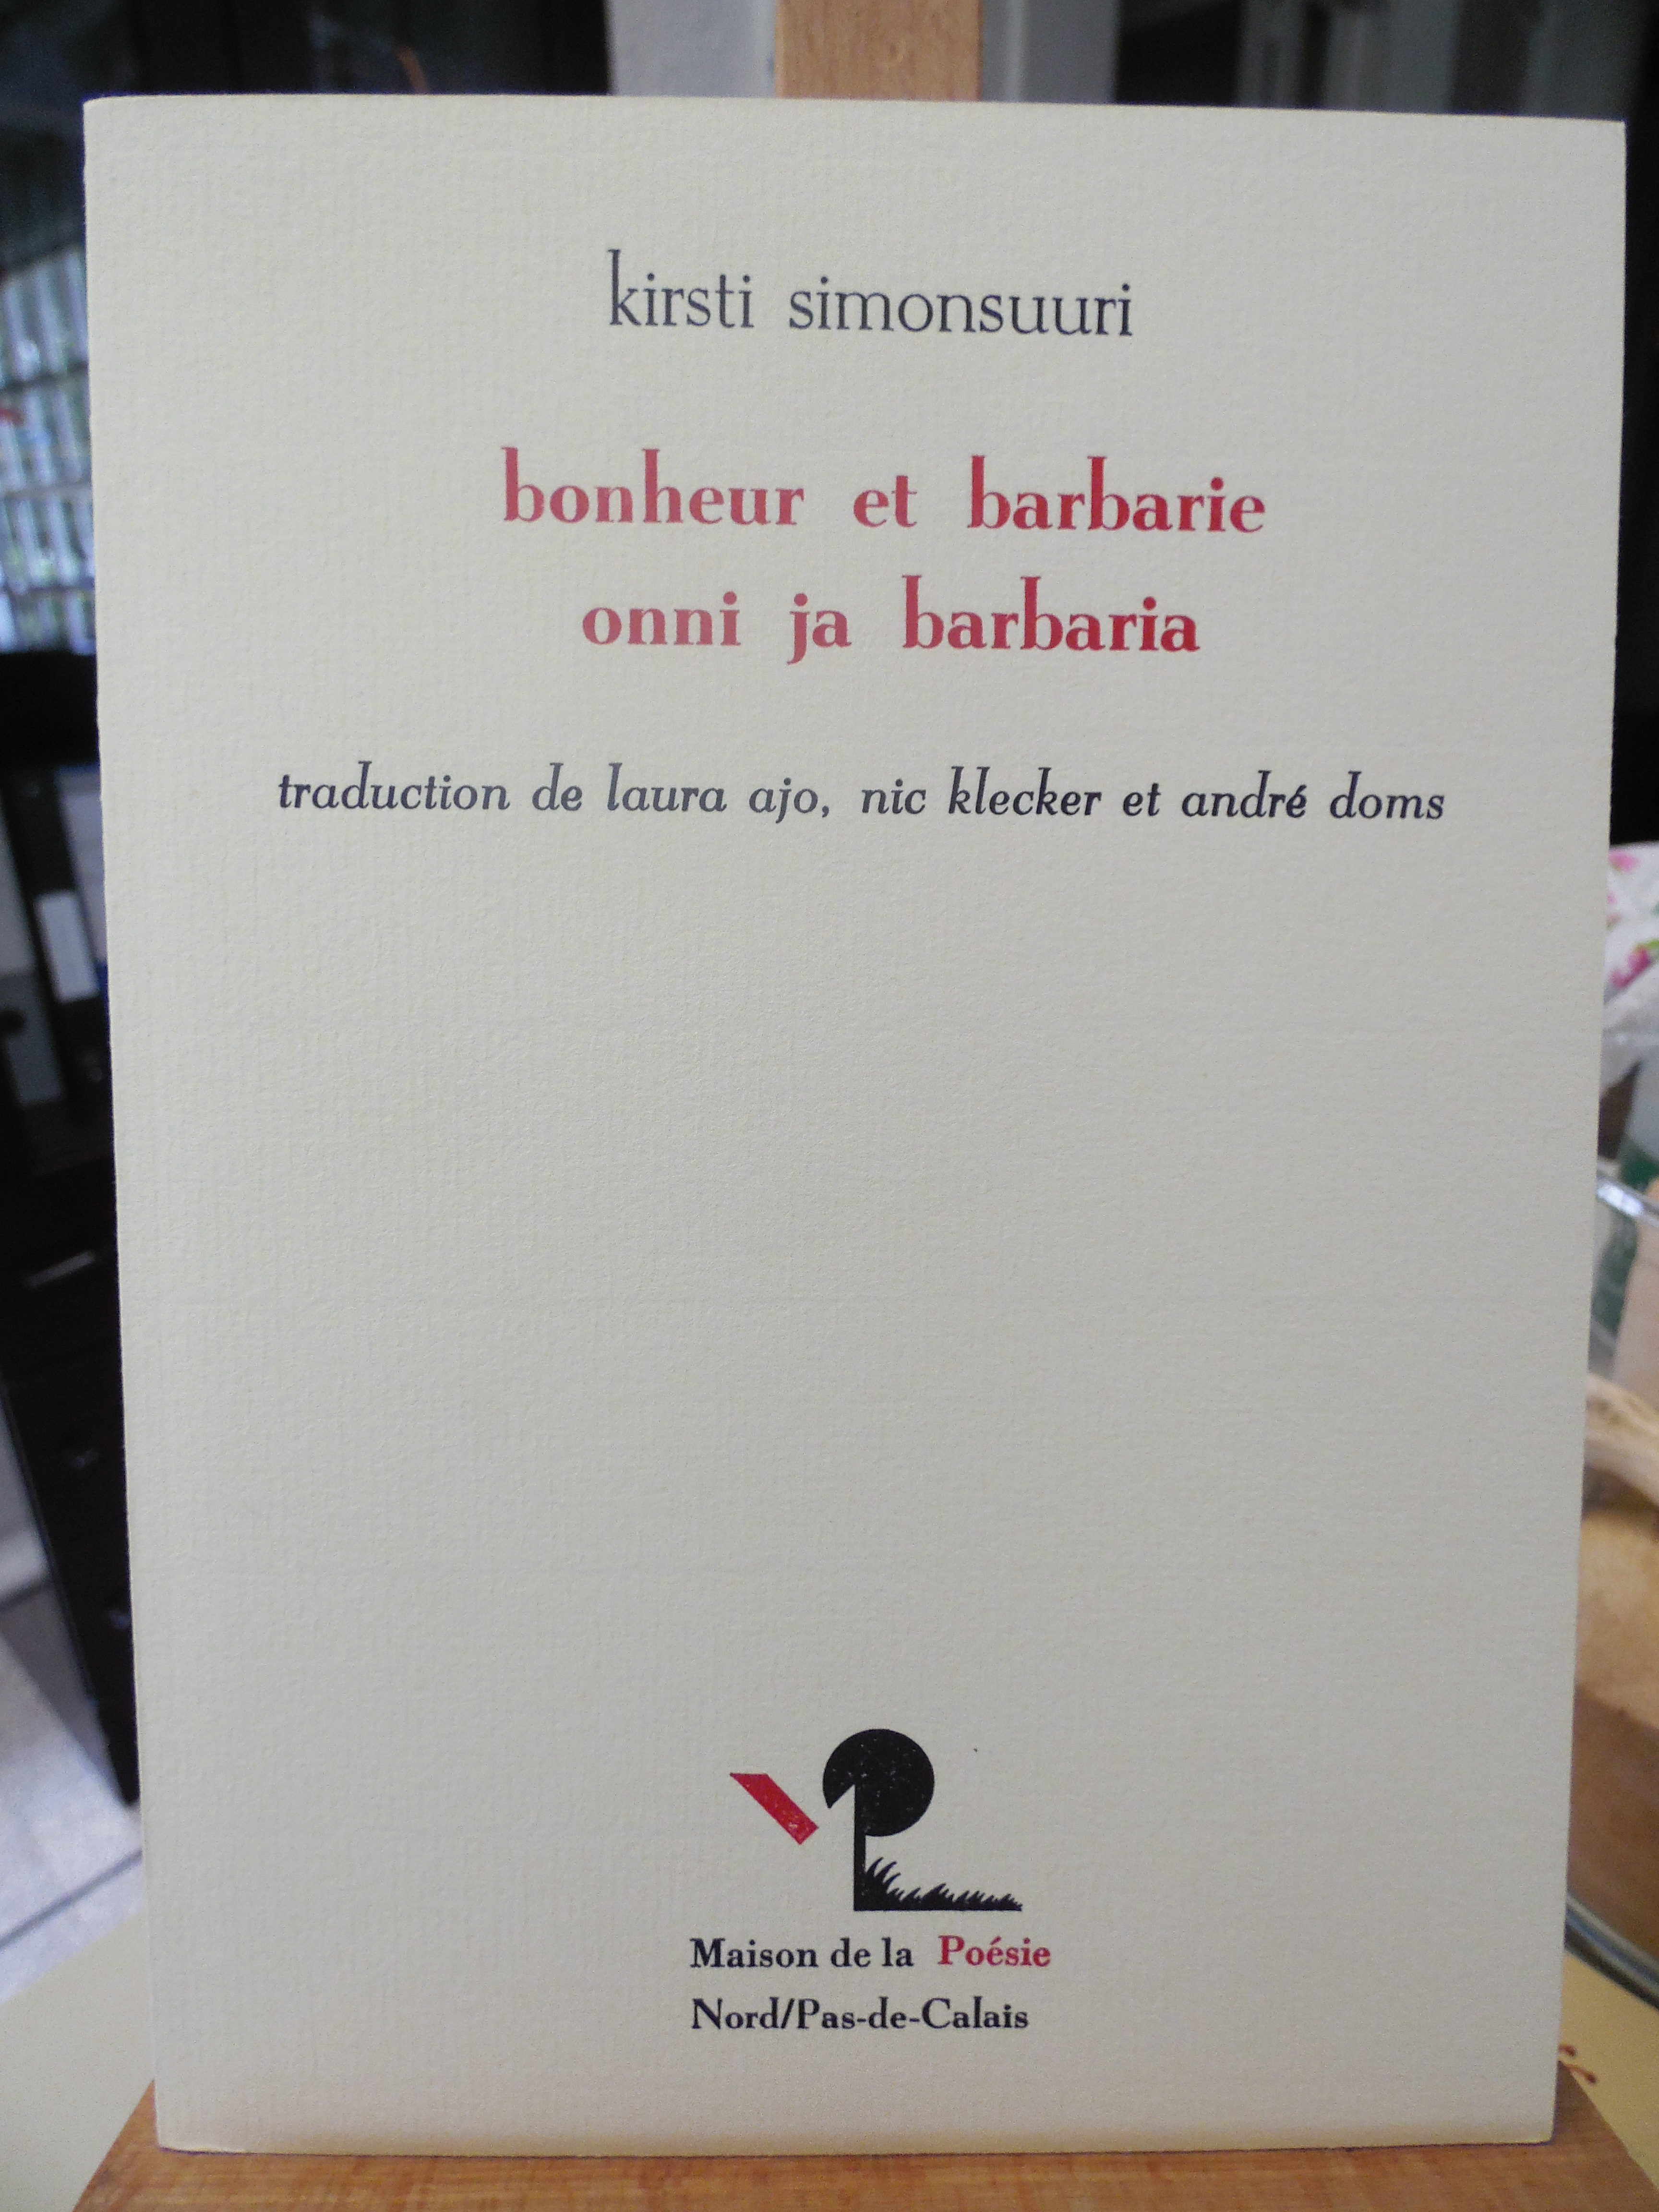 kirsti simonsuuri
bonheur et barbarie
onni ja barbaria
traduction de laura ajo, nic klecker et andré doms
Maison de la Poésie
Nord/Pas-de-Calais